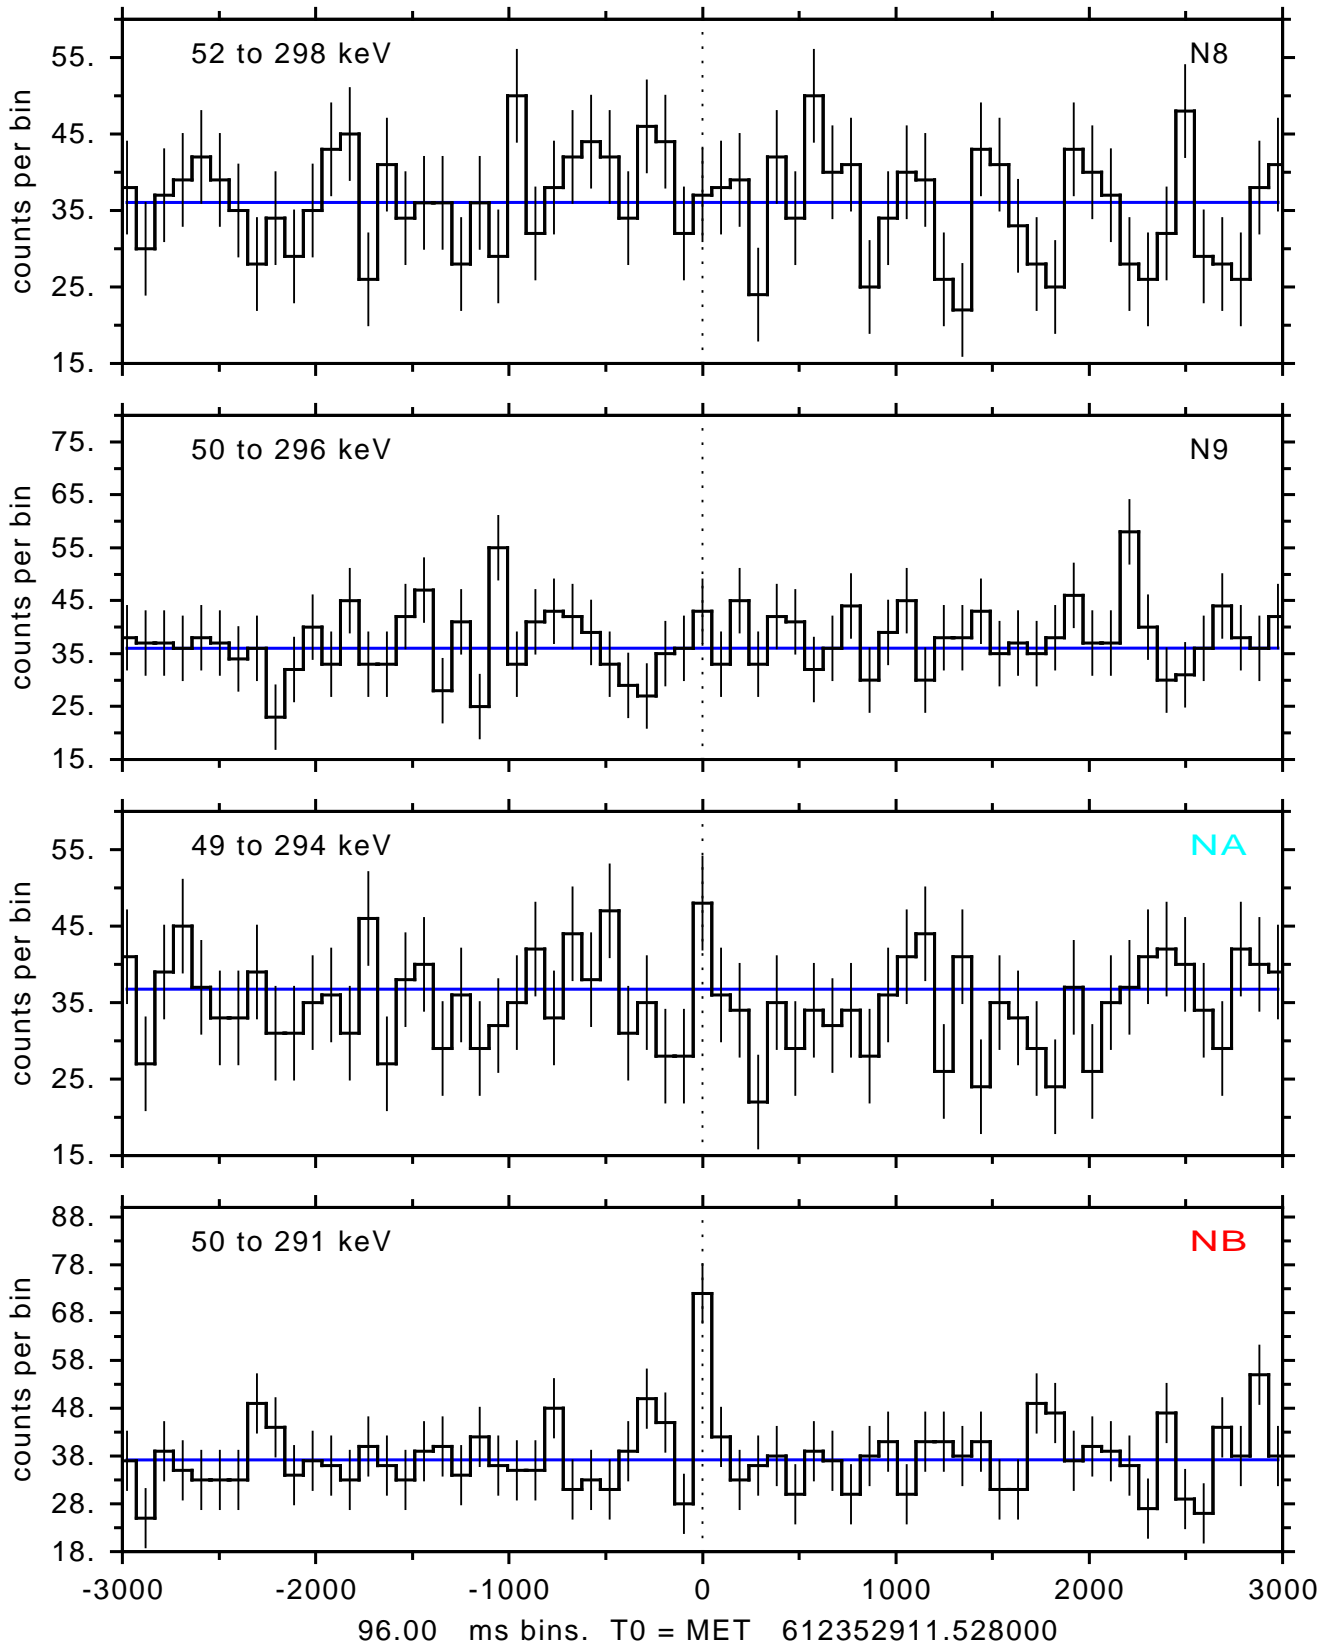 52 to 298 keV
N8
55.
45.
35.
25.
15.
counts per bin
50 to 296 keV
N9
75.
65.
55.
45.
35.
25.
15.
counts per bin
49 to 294 keV
NA
55.
45.
35.
25.
15.
counts per bin
50 to 291 keV
NB
88.
78.
68.
58.
48.
38.
28.
18.
counts per bin
-3000 -2000 -1000 0 1000 2000 3000
96.00 ms bins. T0 = MET 612352911.528000